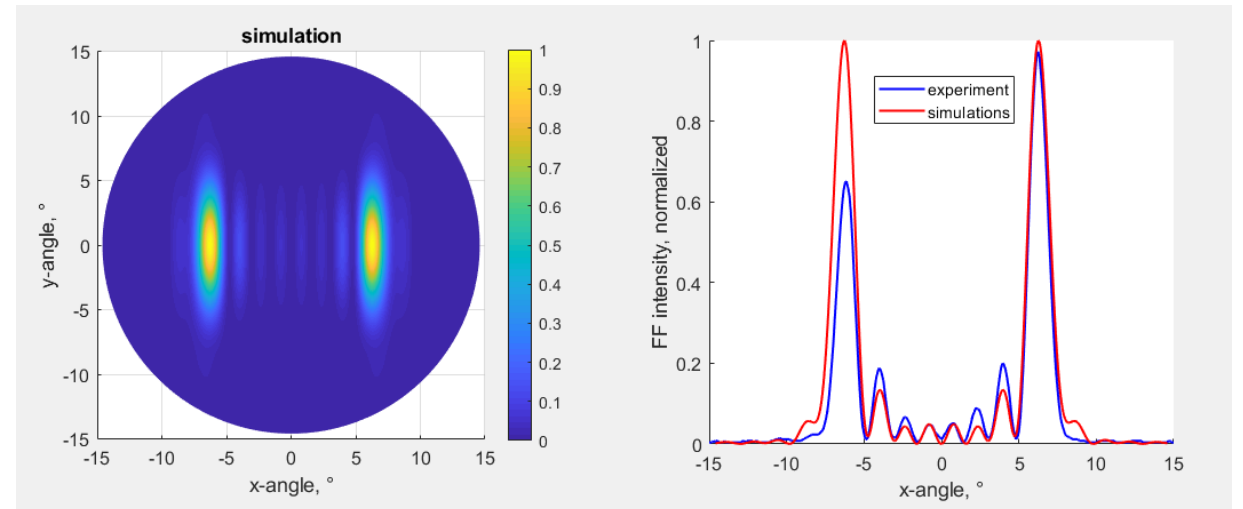 simulation
15
10
5
0
-5
-10
-15
y-angle, °
-15 -10 -5 0 5 10 15
x-angle, °
1
0.9
0.8
0.7
0.6
0.5
0.4
0.3
0.2
0.1
0
1
0.8
0.6
0.4
0.2
0
FF intensity, normalized
experiment
simulations
-15 -10 -5 0 5 10 15
x-angle, °